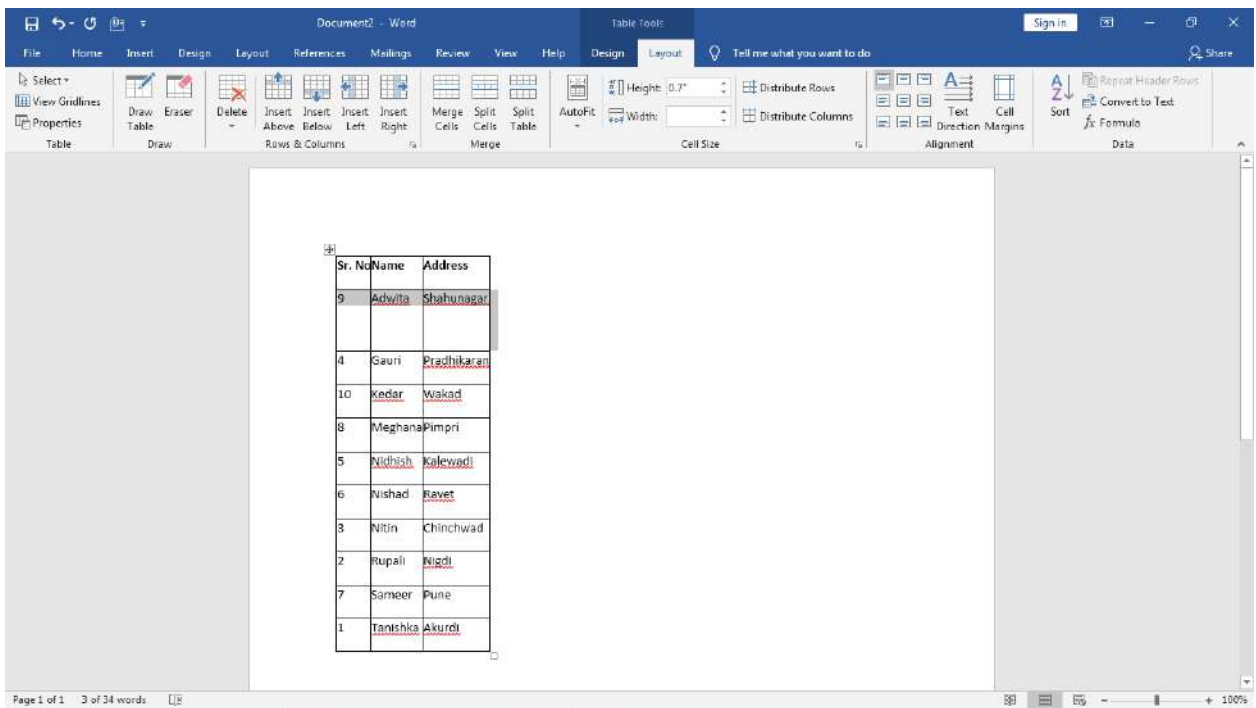 Document2 - Word Table Tools Sign in
File Home Insert Design Layout References Mailings Review View Help Design Layout Tell me what you want to do Share
Select
View Gridlines
Properties
Table
Draw Table
Eraser
Draw
Delete
Insert Above
Insert Below
Insert Left
Insert Right
Rows & Columns
Merge Cells
Split Cells
Split Table
Merge
AutoFit
Height: 0.7"
Width:
Distribute Rows
Distribute Columns
Cell Size
Text Direction
Cell Margins
Alignment
Sort
Repeat Header Rows
Convert to Text
fx Formula
Data
Sr. No Name Address
9 Adwita Shahunagar
4 Gauri Pradhikaran
10 Kedar Wakad
8 Meghana Pimpri
5 Nidhish Kalewadi
6 Nishad Ravet
3 Nitin Chinchwad
2 Rupali Nigdi
7 Sameer Pune
1 Tanishka Akurdi
Page 1 of 1 3 of 34 words 100%